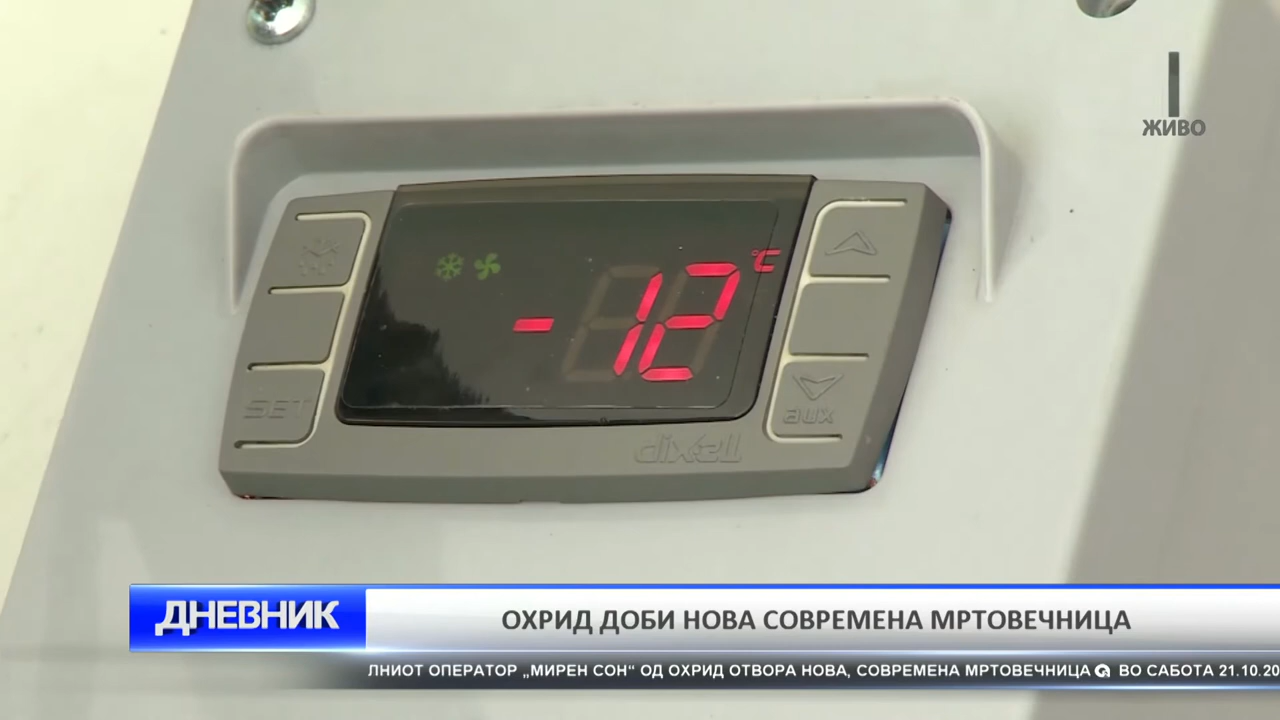 ЖИВО
-12 °C
SET
aux
dixell
ДНЕВНИК
ОХРИД ДОБИ НОВА СОВРЕМЕНА МРТОВЕЧНИЦА
ЛНИОТ ОПЕРАТОР „МИРЕН СОН“ ОД ОХРИД ОТВОРА НОВА, СОВРЕМЕНА МРТОВЕЧНИЦА ВО САБОТА 21.10.20